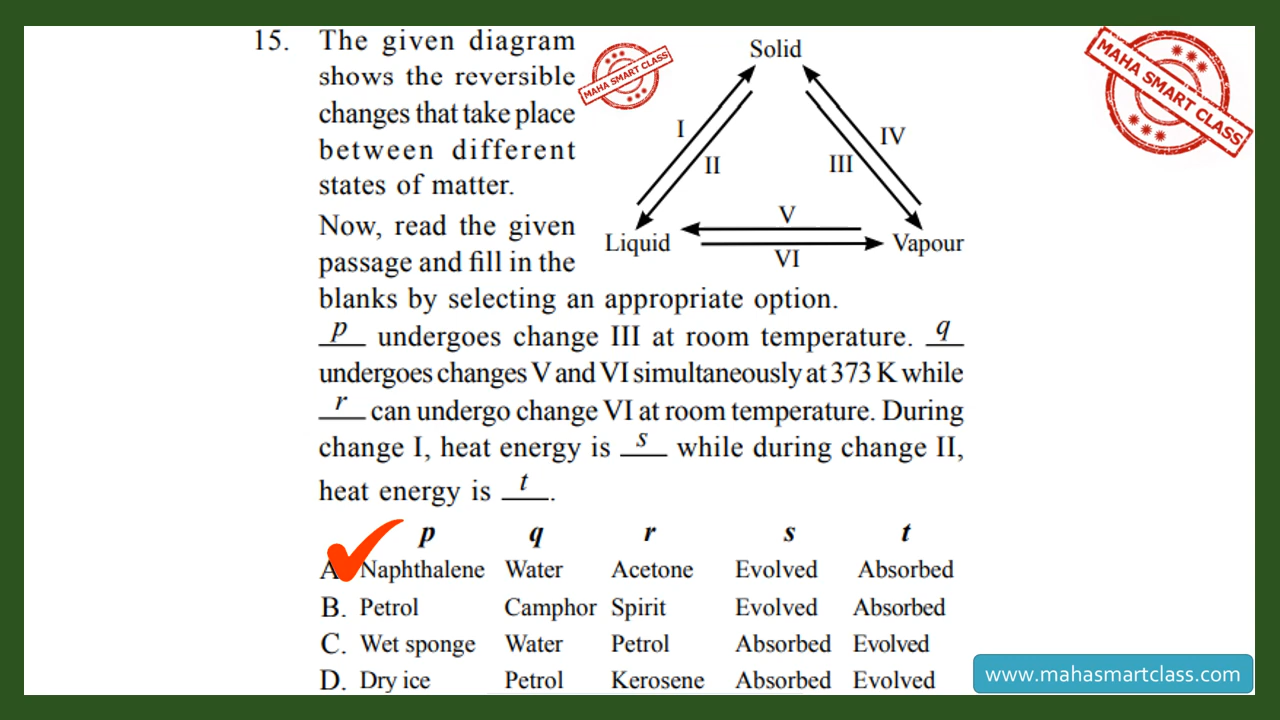 15. The given diagram
shows the reversible
changes that take place
between different
states of matter.
Now, read the given
passage and fill in the
blanks by selecting an appropriate option.
MAHA SMART CLASS
Solid
I
II
III
IV
V
VI
Liquid
Vapour
MAHA SMART CLASS
p undergoes change III at room temperature. q
undergoes changes V and VI simultaneously at 373 K while
r can undergo change VI at room temperature. During
change I, heat energy is s while during change II,
heat energy is t.
p q r s t
A. Naphthalene Water Acetone Evolved Absorbed
B. Petrol Camphor Spirit Evolved Absorbed
C. Wet sponge Water Petrol Absorbed Evolved
D. Dry ice Petrol Kerosene Absorbed Evolved
www.mahasmartclass.com